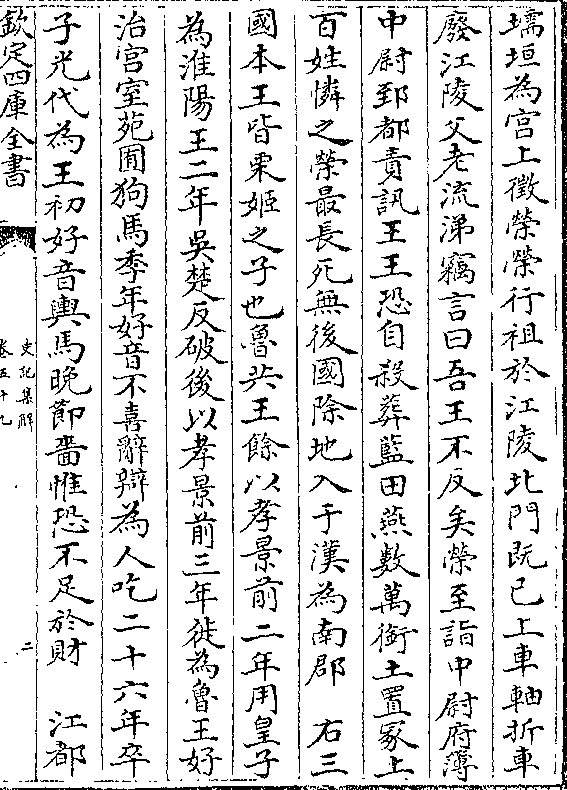 壖垣為宫上徵榮榮行祖於江陵北門既已上車軸折車
廢江陵父老流涕竊言曰吾王不反矣榮至詣中尉府簿
中尉郅都責訊王王恐自殺葬藍田燕數萬銜土置冢上
百姓憐之榮最長死無後國除地入于漢為南郡　右三
國本王皆栗姬之子也魯共王餘以孝景前二年用皇子
為淮陽王二年吳楚反破後以孝景前三年徙為魯王好
治宫室苑囿狗馬季年好音不喜辭辯為人吃二十六年卒
子光代為王初好音輿馬晚節嗇惟恐不足於財　江都
欽定四庫全書
史記集解
卷五十九
二